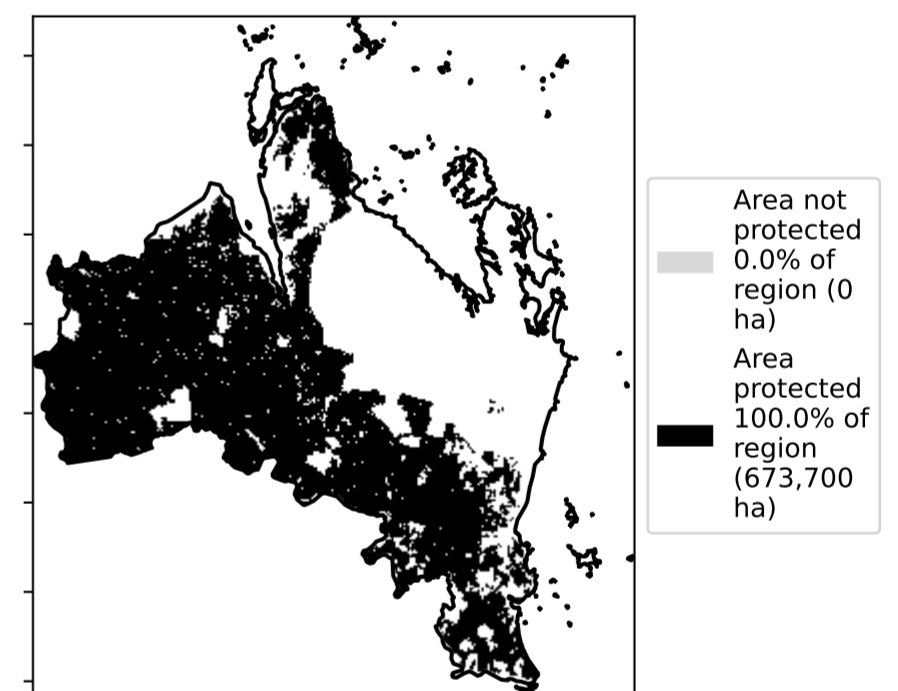 Area not
protected
0.0% of
region (0
ha)
Area
protected
100.0% of
region
(673,700
ha)